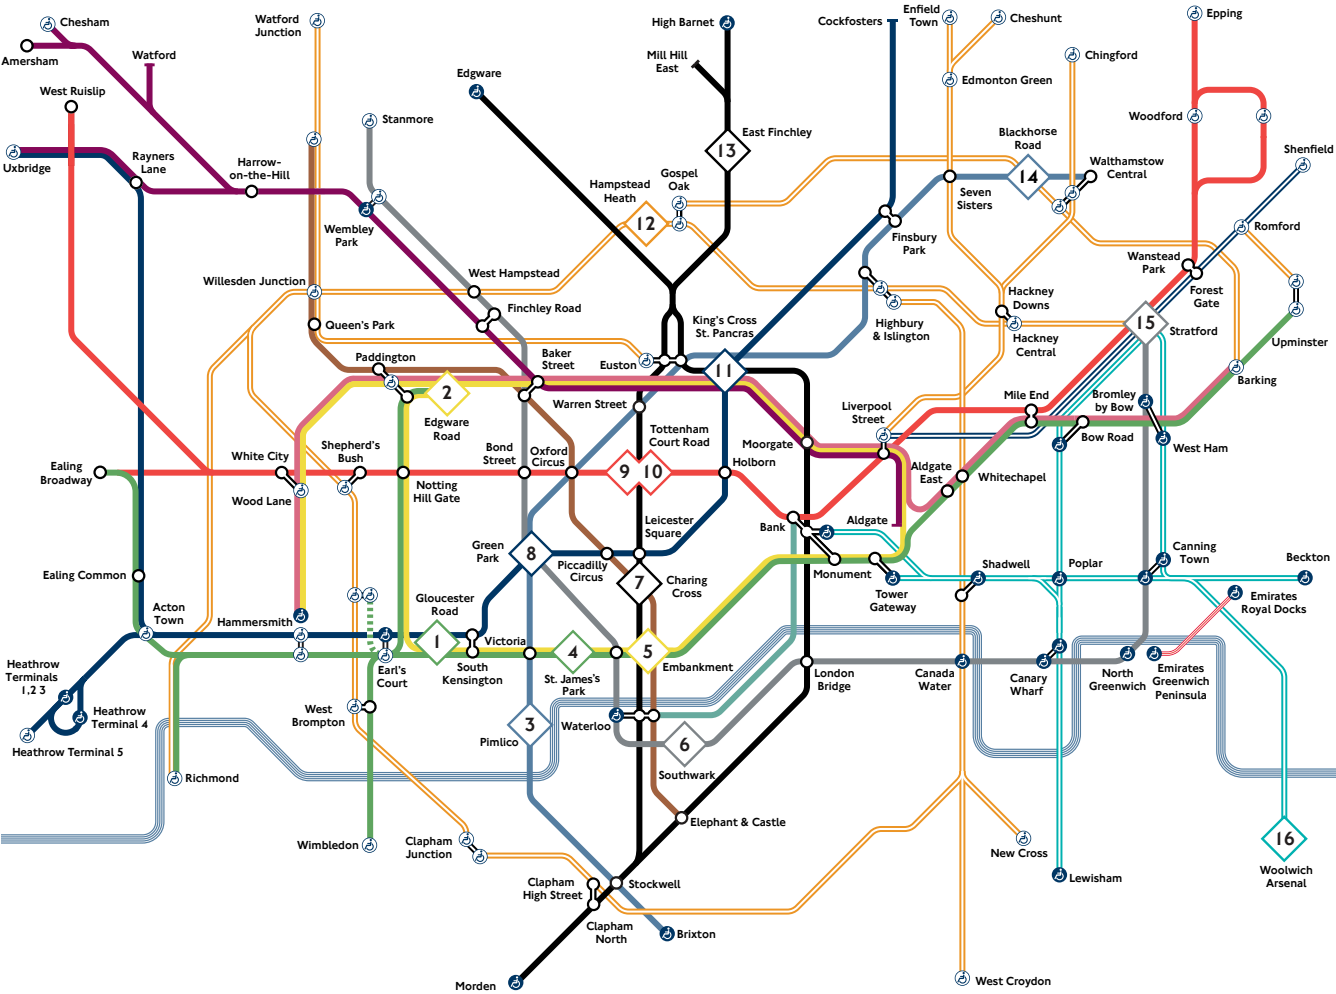 Chesham
Amersham
Watford
West Ruislip
Uxbridge
Rayners
Lane
Harrow-
on-the-Hill
Watford
Junction
Stanmore
Wembley
Park
Edgware
High Barnet
Mill Hill
East
East Finchley
13
Cockfosters
Enfield
Town
Cheshunt
Edmonton Green
Chingford
Epping
Woodford
Shenfield
Blackhorse
Road
14
Walthamstow
Central
Seven
Sisters
Hampstead
Heath
12
Gospel
Oak
Finsbury
Park
Romford
Wanstead
Park
Forest
Gate
Willesden Junction
West Hampstead
Finchley Road
Queen's Park
Highbury
& Islington
Hackney
Downs
Hackney
Central
15
Stratford
Upminster
Barking
King's Cross
St. Pancras
11
Euston
Paddington
2
Edgware
Road
Baker
Street
Warren Street
Liverpool
Street
Mile End
Bromley
by Bow
Bow Road
West Ham
Ealing
Broadway
White City
Wood Lane
Shepherd's
Bush
Notting
Hill Gate
Bond
Street
Oxford
Circus
Tottenham
Court Road
9
10
Holborn
Moorgate
Aldgate
East
Whitechapel
Aldgate
Bank
Monument
Tower
Gateway
Shadwell
Poplar
Canning
Town
Beckton
Green
Park
8
Piccadilly
Circus
Leicester
Square
7
Charing
Cross
Ealing Common
Acton
Town
Hammersmith
Gloucester
Road
1
Victoria
South
Kensington
4
St. James's
Park
5
Embankment
Earl's
Court
London
Bridge
Canada
Water
Canary
Wharf
North
Greenwich
Emirates
Royal Docks
Emirates
Greenwich
Peninsula
Heathrow
Terminals
1,2 3
Heathrow
Terminal 4
Heathrow Terminal 5
Richmond
West
Brompton
Wimbledon
3
Pimlico
Waterloo
6
Southwark
Elephant & Castle
Clapham
Junction
Clapham
High Street
Stockwell
Clapham
North
Brixton
Morden
New Cross
West Croydon
Lewisham
16
Woolwich
Arsenal